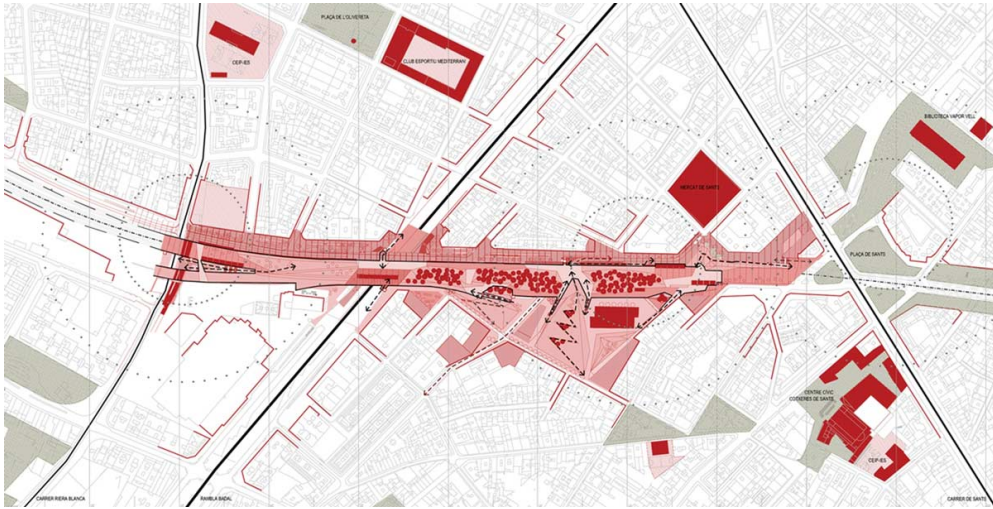 PLAÇA DE L'OLIVERETA
CEIP-IES
CLUB ESPORTIU MEDITERRANI
BIBLIOTECA VAPOR VELL
MERCAT DE SANTS
PLAÇA DE SANTS
CENTRE CÍVIC
COTXERES DE SANTS
CEIP-IES
CARRER RIERA BLANCA
RAMBLA BADAL
CARRER DE SANTS